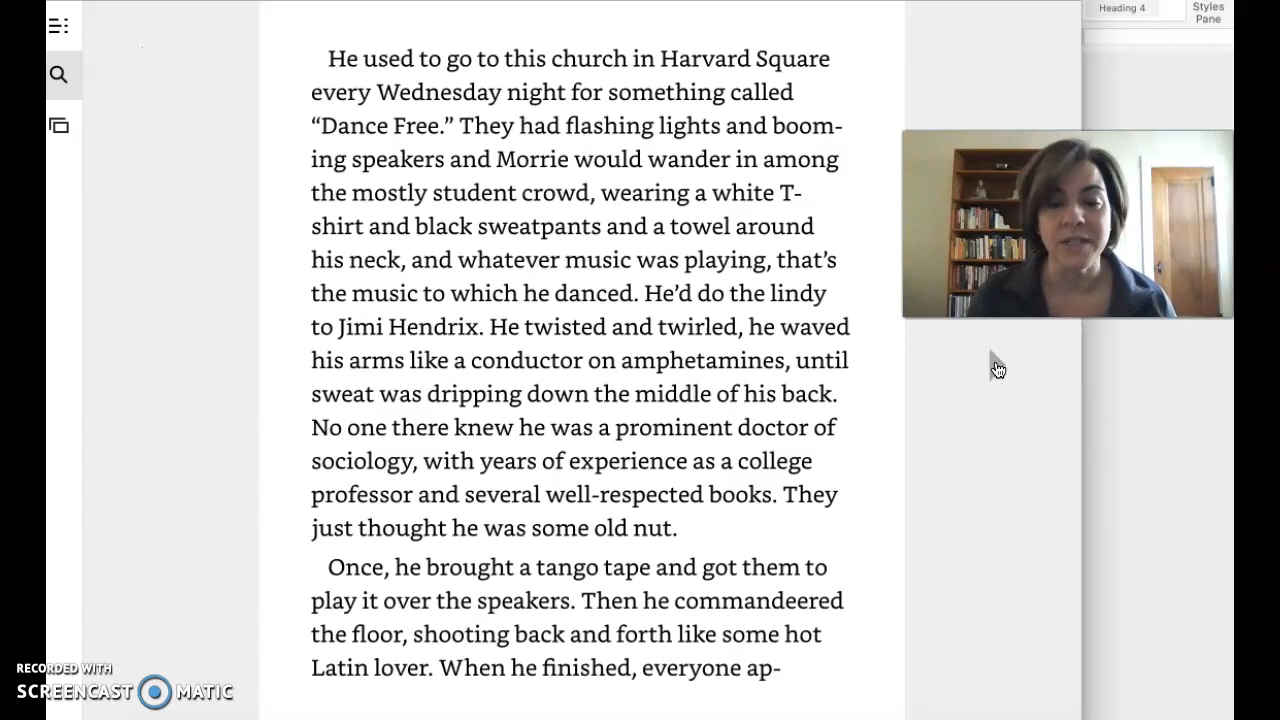 Heading 4
Styles
Pane
He used to go to this church in Harvard Square
every Wednesday night for something called
“Dance Free.” They had flashing lights and boom-
ing speakers and Morrie would wander in among
the mostly student crowd, wearing a white T-
shirt and black sweatpants and a towel around
his neck, and whatever music was playing, that’s
the music to which he danced. He’d do the lindy
to Jimi Hendrix. He twisted and twirled, he waved
his arms like a conductor on amphetamines, until
sweat was dripping down the middle of his back.
No one there knew he was a prominent doctor of
sociology, with years of experience as a college
professor and several well-respected books. They
just thought he was some old nut.
Once, he brought a tango tape and got them to
play it over the speakers. Then he commandeered
the floor, shooting back and forth like some hot
Latin lover. When he finished, everyone ap-
RECORDED WITH
SCREENCAST MATIC